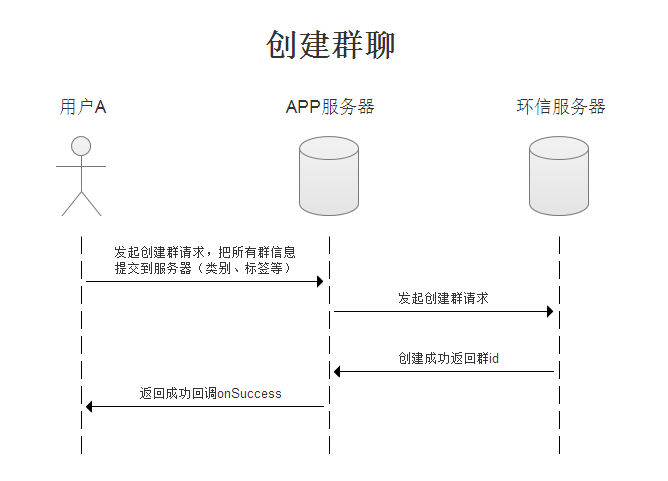 创建群聊
用户A
APP服务器
环信服务器
发起创建群请求，把所有群信息
提交到服务器（类别、标签等）
发起创建群请求
创建成功返回群id
返回成功回调onSuccess